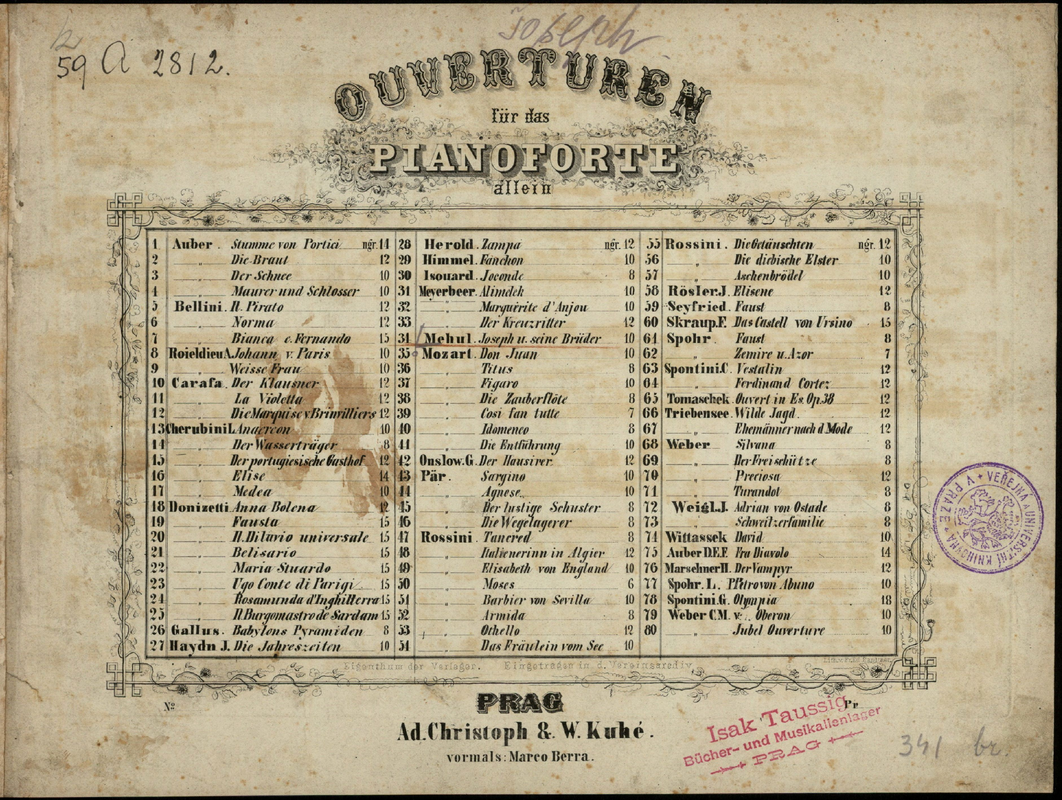 Joseph
59 A 2812.
OUVERTUREN
für das
PIANOFORTE
allein
1 Auber. Stumme von Portici ngr. 14
2 „ Die Braut 12
3 „ Der Schnee 10
4 „ Maurer und Schlosser 10
5 Bellini. Il Pirato 12
6 „ Norma 12
7 „ Bianca e. Fernando 15
8 Boieldieu A. Johann v. Paris 10
9 „ Weisse Frau 10
10 Carafa. Der Klausner 12
11 „ La Violetta 12
12 „ Die Marquise v Brinvilliers 12
13 Cherubini L. Anacreon 10
14 „ Der Wasserträger 8
15 „ Der portugiesische Gasthof 12
16 „ Elise 14
17 „ Medea 10
18 Donizetti Anna Bolena 12
19 „ Fausta 15
20 „ Il. Diluvio universale 15
21 „ Belisario 15
22 „ Maria Stuardo 15
23 „ Ugo Conte di Parigi 15
24 „ Rosamunda d'Inghilterra 15
25 „ Il Burgomastro de Sardam 15
26 Gallus. Babylons Pyramiden 8
27 Haydn J. Die Jahreszeiten 10
28 Herold. Zampa ngr. 12
29 Himmel. Fanchon 10
30 Isouard. Joconde 8
31 Meyerbeer. Alimelek 10
32 „ Marguérite d'Anjou 10
33 „ Der Kreuzritter 12
34 Mehul. Joseph u. seine Brüder 10
35 Mozart. Don Juan 10
36 „ Titus 8
37 „ Figaro 10
38 „ Die Zauberflöte 8
39 „ Cosi fan tutte 7
40 „ Idomeneo 10
41 „ Die Entführung 10
42 Onslow. G. Der Hausirer 12
43 Pär. Sargino 10
44 „ Agnese 10
45 „ Der lustige Schuster 8
46 „ Die Wegelagerer 8
47 Rossini. Tancred 8
48 „ Italienerinn in Algier 12
49 „ Elisabeth von England 10
50 „ Moses 6
51 „ Barbier von Sevilla 10
52 „ Armida 8
53 „ Othello 12
54 „ Das Fräulein vom See 10
55 Rossini. Die Getäuschten ngr. 12
56 „ Die diebische Elster 10
57 „ Aschenbrödel 10
58 Rösler. J. Elisene 12
59 Seyfried. Faust 8
60 Skraup. F. Das Castell von Ursino 15
61 Spohr. Faust 8
62 „ Zemire u. Azor 7
63 Spontini. C. Vestalin 12
64 „ Ferdinand Cortez 12
65 Tomaschek. Ouvert in Es. Op. 38 12
66 Triebensee. Wilde Jagd. 12
67 „ Ehemänner nach d Mode 12
68 Weber Silvana 8
69 „ Der Freischütze 8
70 „ Preciosa 12
71 „ Turandot 8
72 Weigl. J. Adrian von Ostade 8
73 „ Schweizerfamilie 8
74 Wittassek David 10
75 Auber D.E.F. Fra Diavolo 14
76 Marschner H. Der Vampyr 12
77 Spohr. L. Pietro von Abano 10
78 Spontini. G. Olympia 18
79 Weber C.M. v. Oberon 10
80 „ Jubel Ouverture 10
Eigenthum der Verleger. Eingetragen in d. Vereinsarchiv
No
PRAG
Pr
Ad. Christoph & W. Kuhé.
vormals: Marco Berra.
Isak Taussig
Bücher- und Musikalienlager
PRAG
VEŘEJNÁ A UNIVERSITNÍ KNIHOVNA V PRAZE
341 br.